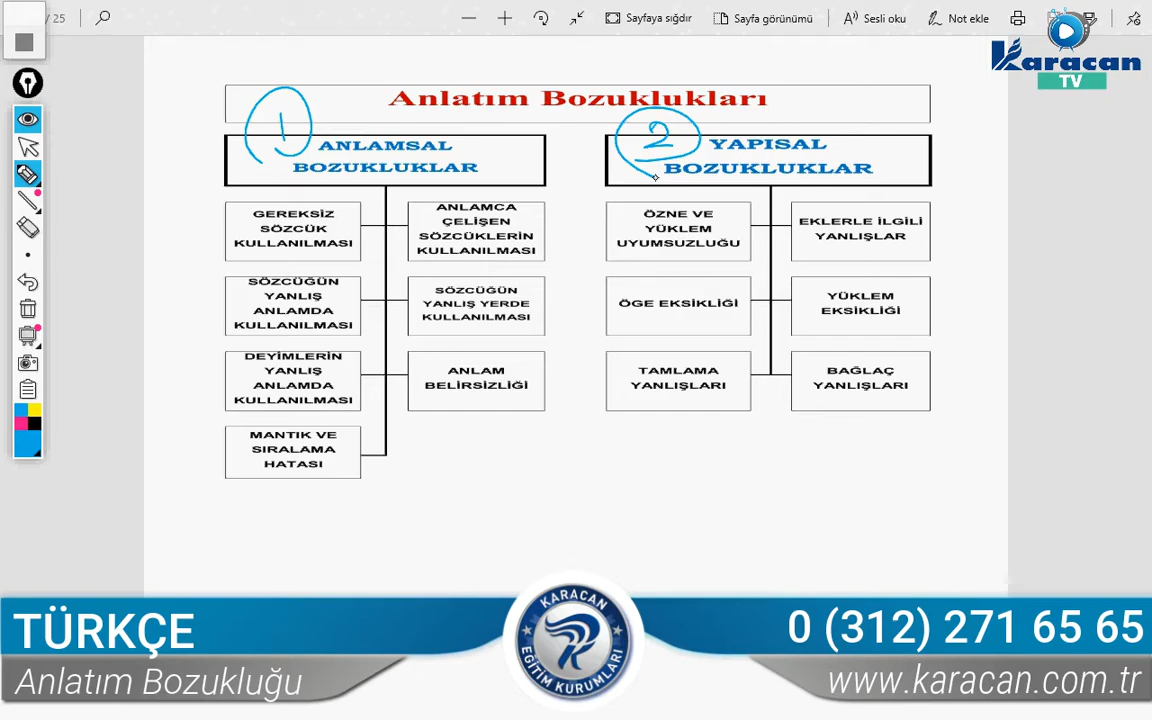 / 25
Sayfaya sığdır
Sayfa görünümü
Sesli oku
Not ekle
Karacan
TV
Anlatım Bozuklukları
1
ANLAMSAL
BOZUKLUKLAR
2
YAPISAL
BOZUKLUKLAR
GEREKSİZ
SÖZCÜK
KULLANILMASI
ANLAMCA
ÇELİŞEN
SÖZCÜKLERİN
KULLANILMASI
ÖZNE VE
YÜKLEM
UYUMSUZLUĞU
EKLERLE İLGİLİ
YANLIŞLAR
SÖZCÜĞÜN
YANLIŞ
ANLAMDA
KULLANILMASI
SÖZCÜĞÜN
YANLIŞ YERDE
KULLANILMASI
ÖGE EKSİKLİĞİ
YÜKLEM
EKSİKLİĞİ
DEYİMLERİN
YANLIŞ
ANLAMDA
KULLANILMASI
ANLAM
BELİRSİZLİĞİ
TAMLAMA
YANLIŞLARI
BAĞLAÇ
YANLIŞLARI
MANTIK VE
SIRALAMA
HATASI
TÜRKÇE
Anlatım Bozukluğu
KARACAN
EĞİTİM KURUMLARI
0 (312) 271 65 65
www.karacan.com.tr